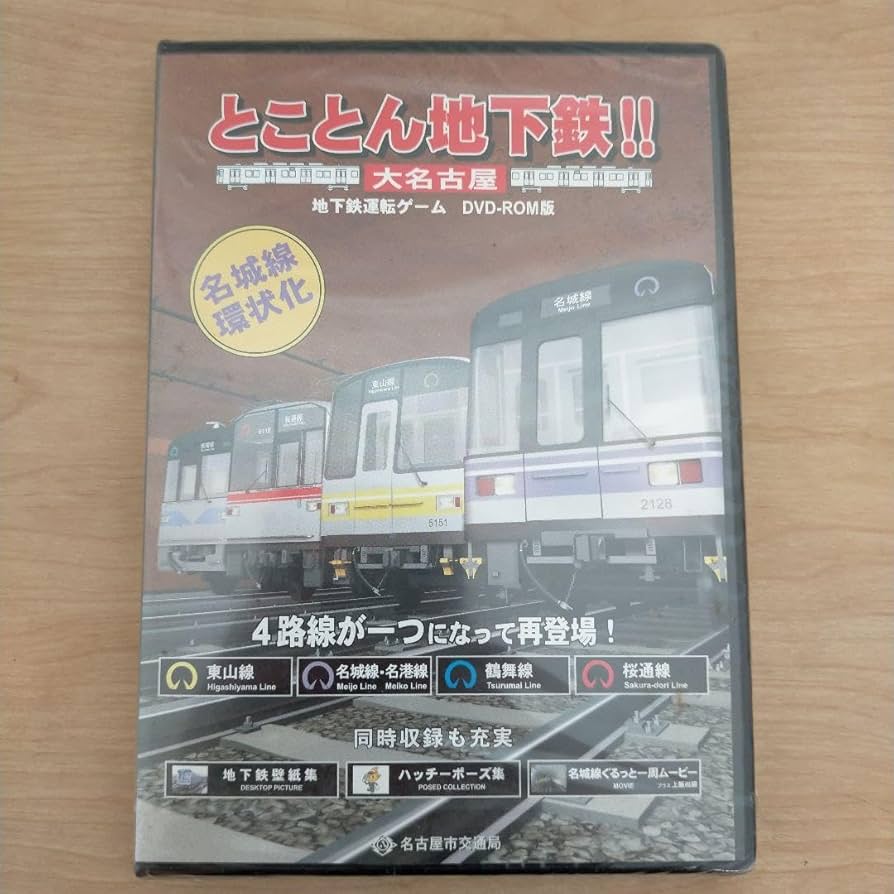 とことん地下鉄!!
大名古屋
地下鉄運転ゲーム DVD-ROM版
名城線
環状化
名城線
Meijo Line
東山線
2128
5151
4路線が一つになって再登場！
東山線
Higashiyama Line
名城線・名港線
Meijo Line Meiko Line
鶴舞線
Tsurumai Line
桜通線
Sakura-dori Line
同時収録も充実
地下鉄壁紙集
DESKTOP PICTURE
ハッチーポーズ集
POSED COLLECTION
名城線ぐるっと一周ムービー
MOVIE
名古屋市交通局